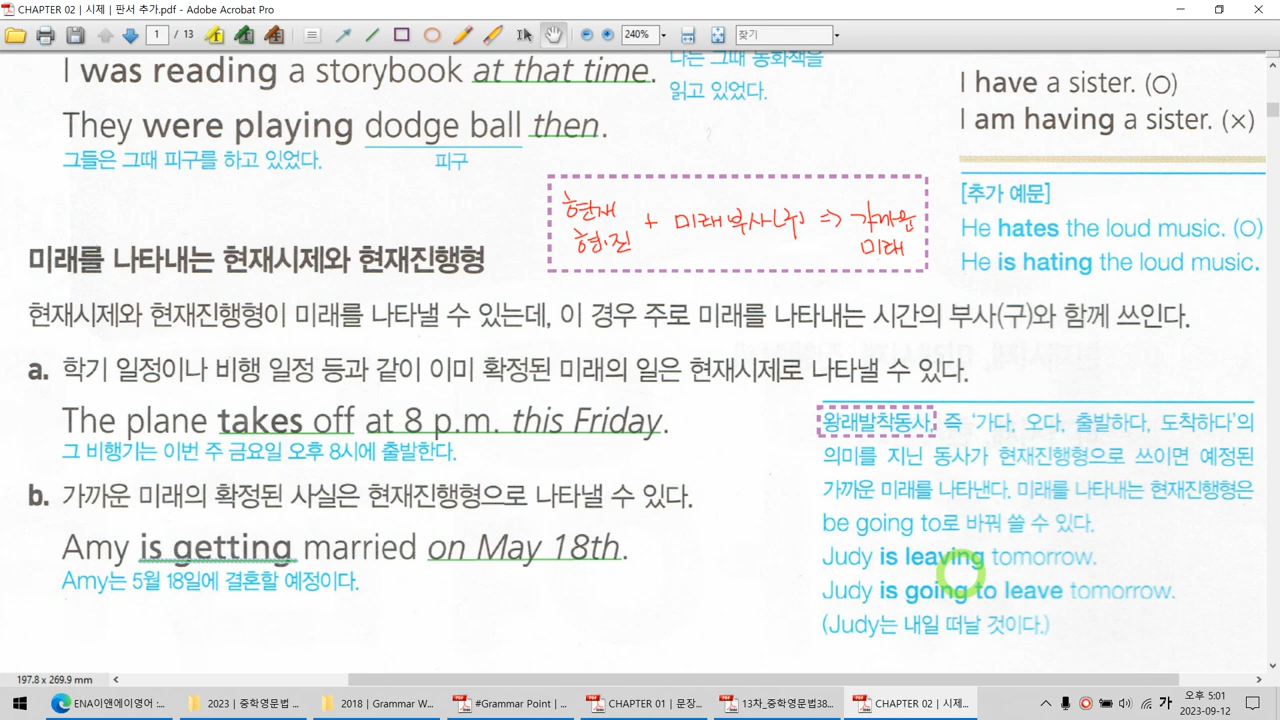 CHAPTER 02 | 시제 | 판서 추가.pdf - Adobe Acrobat Pro
1 / 13
240%
찾기
I was reading a storybook at that time.
나는 그때 동화책을
읽고 있었다.
They were playing dodge ball then.
그들은 그때 피구를 하고 있었다.
피구
I have a sister. (O)
I am having a sister. (×)
[추가 예문]
He hates the loud music. (O)
He is hating the loud music.
현재
현·진
+ 미래부사(구) ⇒ 가까운
미래
미래를 나타내는 현재시제와 현재진행형
현재시제와 현재진행형이 미래를 나타낼 수 있는데, 이 경우 주로 미래를 나타내는 시간의 부사(구)와 함께 쓰인다.
a. 학기 일정이나 비행 일정 등과 같이 이미 확정된 미래의 일은 현재시제로 나타낼 수 있다.
The plane takes off at 8 p.m. this Friday.
그 비행기는 이번 주 금요일 오후 8시에 출발한다.
b. 가까운 미래의 확정된 사실은 현재진행형으로 나타낼 수 있다.
Amy is getting married on May 18th.
Amy는 5월 18일에 결혼할 예정이다.
왕래발착동사, 즉 '가다, 오다, 출발하다, 도착하다'의
의미를 지닌 동사가 현재진행형으로 쓰이면 예정된
가까운 미래를 나타낸다. 미래를 나타내는 현재진행형은
be going to로 바꿔 쓸 수 있다.
Judy is leaving tomorrow.
Judy is going to leave tomorrow.
(Judy는 내일 떠날 것이다.)
197.8 x 269.9 mm
ENA이앤에이영어 :...
2023 | 중학영문법 ...
2018 | Grammar W...
#Grammar Point | ...
CHAPTER 01 | 문장...
13차_중학영문법38...
CHAPTER 02 | 시제...
가
오후 5:01
2023-09-12